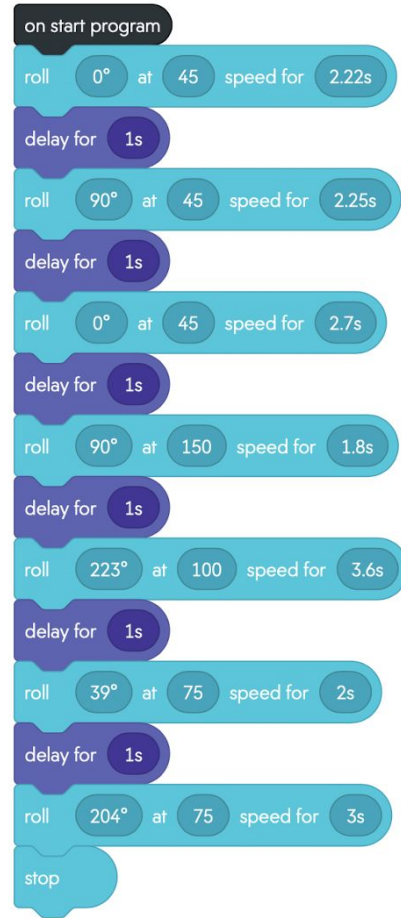 on start program
roll 0° at 45 speed for 2.22s
delay for 1s
roll 90° at 45 speed for 2.25s
delay for 1s
roll 0° at 45 speed for 2.7s
delay for 1s
roll 90° at 150 speed for 1.8s
delay for 1s
roll 223° at 100 speed for 3.6s
delay for 1s
roll 39° at 75 speed for 2s
delay for 1s
roll 204° at 75 speed for 3s
stop